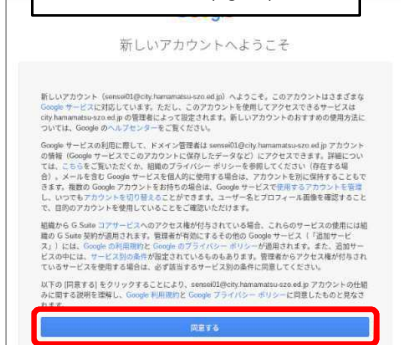 新しいアカウントへようこそ
新しいアカウント（sensei01@city.hamamatsu-szo.ed.jp）へようこそ。このアカウントはさまざまな
Google サービスに対応しています。ただし、このアカウントを使用してアクセスできるサービスは
city.hamamatsu-szo.ed.jp の管理者によって設定されます。新しいアカウントのおすすめの使用方法に
ついては、Google のヘルプセンターをご覧ください。
Google サービスの利用に際して、ドメイン管理者は sensei01@city.hamamatsu-szo.ed.jp アカウント
の情報（Google サービスでこのアカウントに保存したデータなど）にアクセスできます。詳細につい
ては、こちらをご覧いただくか、組織のプライバシー ポリシーを参照してください（存在する場
合）。メールを含む Google サービスを個人的に使用する場合は、アカウントを別に保持することもで
きます。複数の Google アカウントをお持ちの場合は、Google サービスで使用するアカウントを管理
し、いつでもアカウントを切り替えることができます。ユーザー名とプロフィール画像を確認すること
で、目的のアカウントを使用していることをご確認いただけます。
組織から G Suite コアサービスへのアクセス権が付与されている場合、これらのサービスの使用には組
織の G Suite 契約が適用されます。管理者が有効にするその他の Google サービス（「追加サービ
ス」）には、Google の利用規約と Google のプライバシー ポリシーが適用されます。また、追加サー
ビスの中には、サービス別の条件が設定されているものもあります。管理者からアクセス権が付与され
ているサービスを使用する場合は、必ず該当するサービス別の条件に同意してください。
以下の [同意する] をクリックすることにより、sensei01@city.hamamatsu-szo.ed.jp アカウントの仕組
みに関する説明を理解し、Google 利用規約と Google プライバシー ポリシーに同意したものと見なさ
れます。
同意する